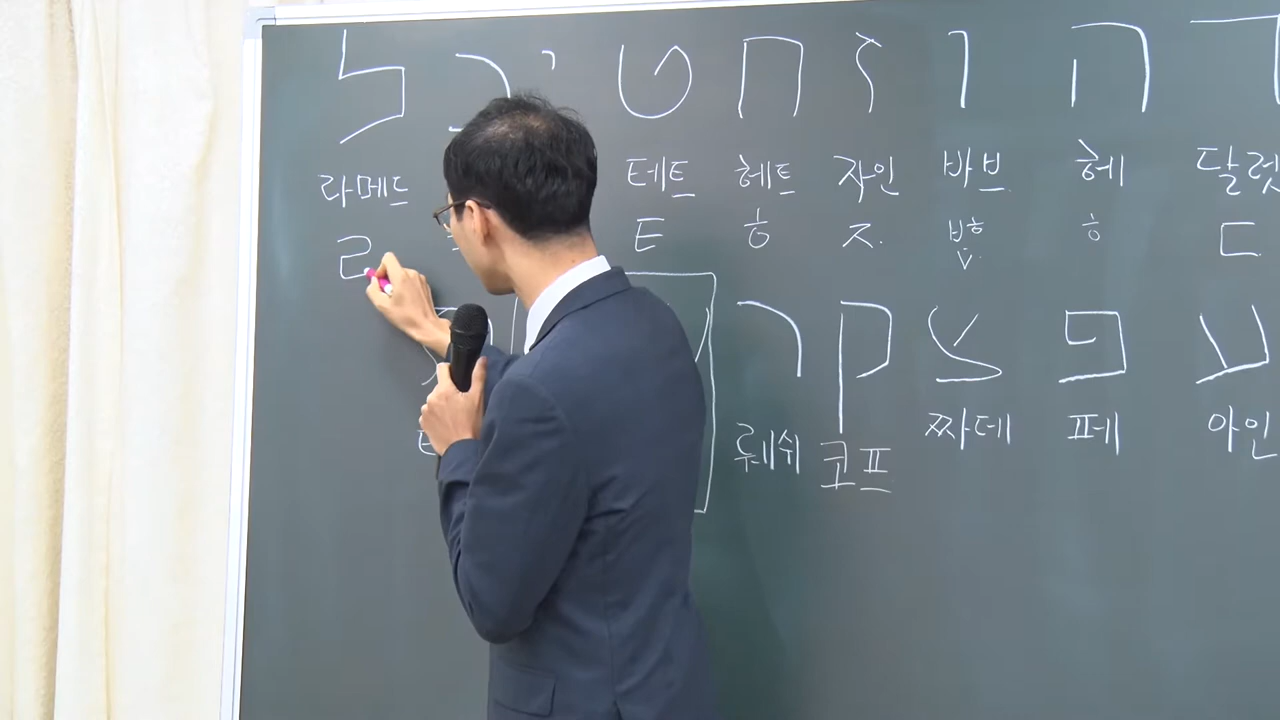 ל כ י ט ח ז ו ה ד
라메드 테트 헤트 자인 바브 헤 달렛
ㄹ ㅌ ㅎ ㅈ. ㅂㅎ ㅎ ㄷ
V.
ר ק צ פ ע
뤠쉬 코프 짜데 페 아인